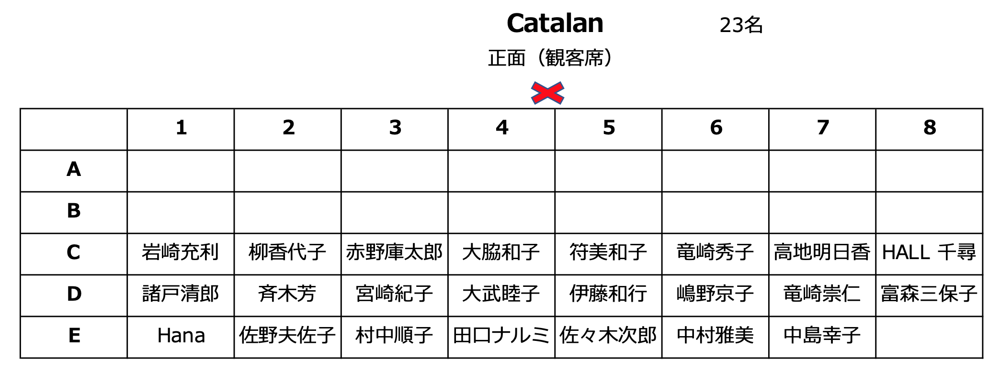 Catalan 23名
正面（観客席）
1 2 3 4 5 6 7 8
A
B
C 岩崎充利 柳香代子 赤野庫太郎 大脇和子 符美和子 竜崎秀子 高地明日香 HALL 千尋
D 諸戸清郎 斉木芳 宮崎紀子 大武睦子 伊藤和行 嶋野京子 竜崎崇仁 富森三保子
E Hana 佐野夫佐子 村中順子 田口ナルミ 佐々木次郎 中村雅美 中島幸子